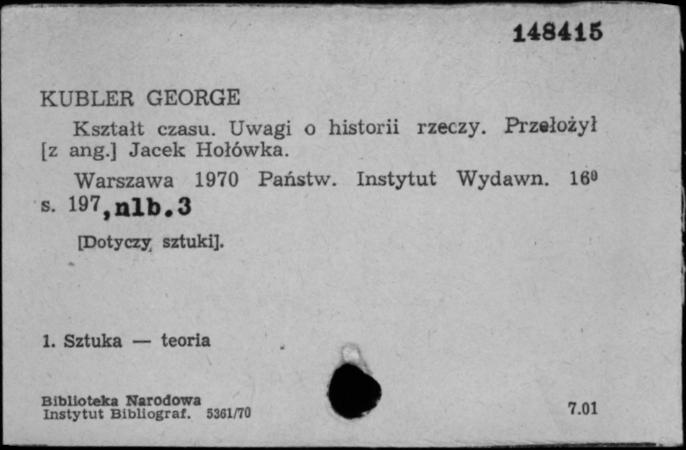 148415
KUBLER GEORGE
Kształt czasu. Uwagi o historii rzeczy. Przełożył
[z ang.] Jacek Hołówka.
Warszawa 1970 Państw. Instytut Wydawn. 16⁰
s. 197, nlb. 3
[Dotyczy sztuki].
1. Sztuka — teoria
Biblioteka Narodowa
Instytut Bibliograf. 5361/70
7.01